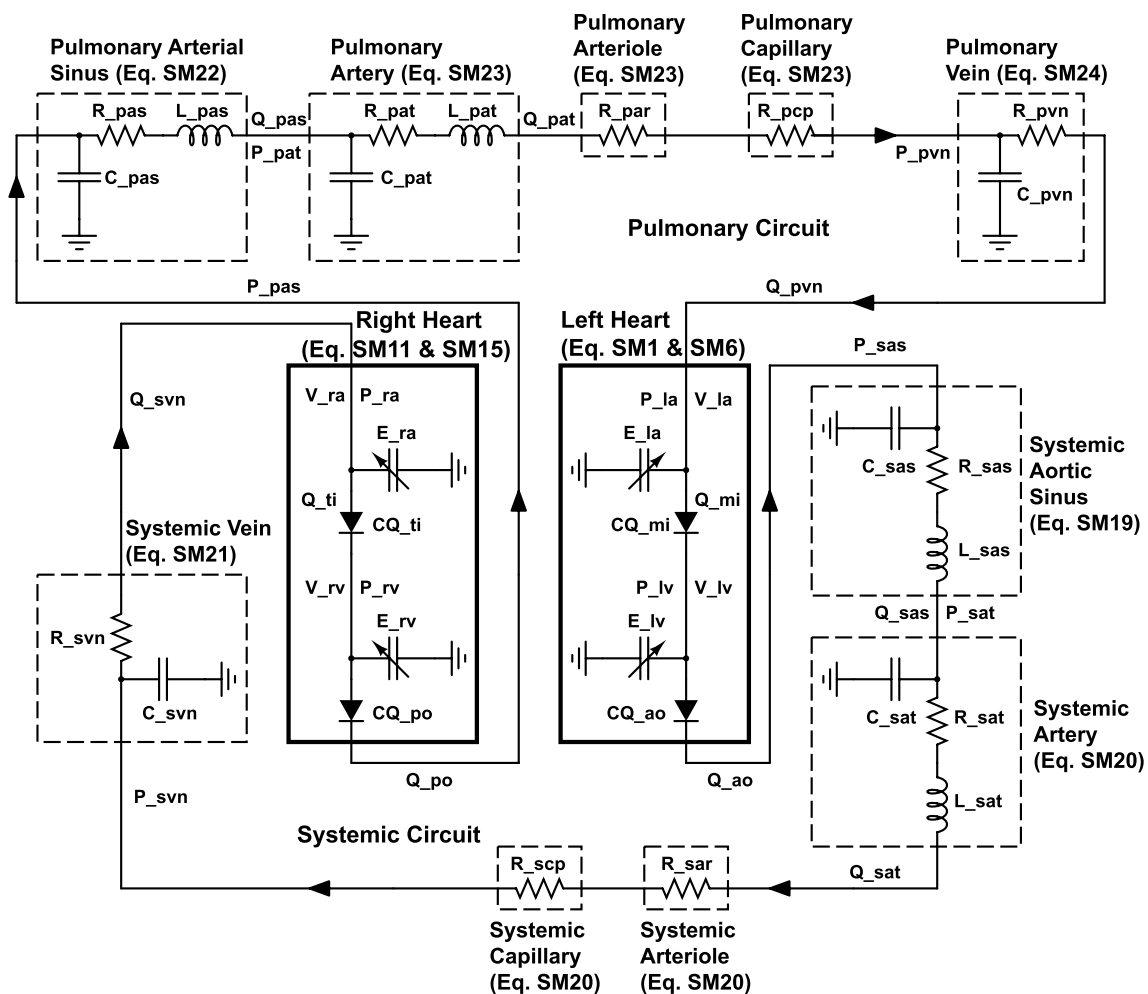 Pulmonary Arterial
Sinus (Eq. SM22)
Pulmonary
Artery (Eq. SM23)
Pulmonary
Arteriole
(Eq. SM23)
Pulmonary
Capillary
(Eq. SM23)
Pulmonary
Vein (Eq. SM24)
R_pas
L_pas
Q_pas
P_pat
C_pas
R_pat
L_pat
Q_pat
C_pat
R_par
R_pcp
P_pvn
R_pvn
C_pvn
Pulmonary Circuit
P_pas
Q_pvn
Right Heart
(Eq. SM11 & SM15)
Left Heart
(Eq. SM1 & SM6)
P_sas
Q_svn
V_ra
P_ra
E_ra
Q_ti
CQ_ti
V_rv
P_rv
E_rv
CQ_po
Q_po
P_la
V_la
E_la
Q_mi
CQ_mi
P_lv
V_lv
E_lv
CQ_ao
Q_ao
C_sas
R_sas
L_sas
Systemic
Aortic
Sinus
(Eq. SM19)
Q_sas
P_sat
C_sat
R_sat
L_sat
Systemic
Artery
(Eq. SM20)
Q_sat
Systemic Vein
(Eq. SM21)
R_svn
C_svn
P_svn
Systemic Circuit
R_scp
R_sar
Systemic
Capillary
(Eq. SM20)
Systemic
Arteriole
(Eq. SM20)